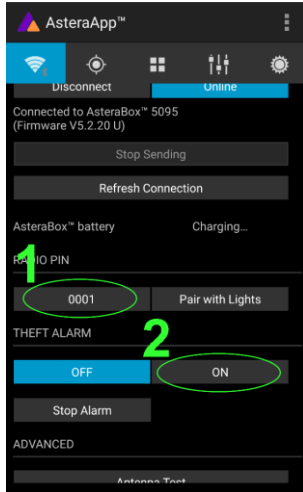 AsteraApp™
Disconnect Online
Connected to AsteraBox™ 5095
(Firmware V5.2.20 U)
Stop Sending
Refresh Connection
AsteraBox™ battery Charging...
1
RADIO PIN
0001 Pair with Lights
THEFT ALARM
2
OFF ON
Stop Alarm
ADVANCED
Antenna Test